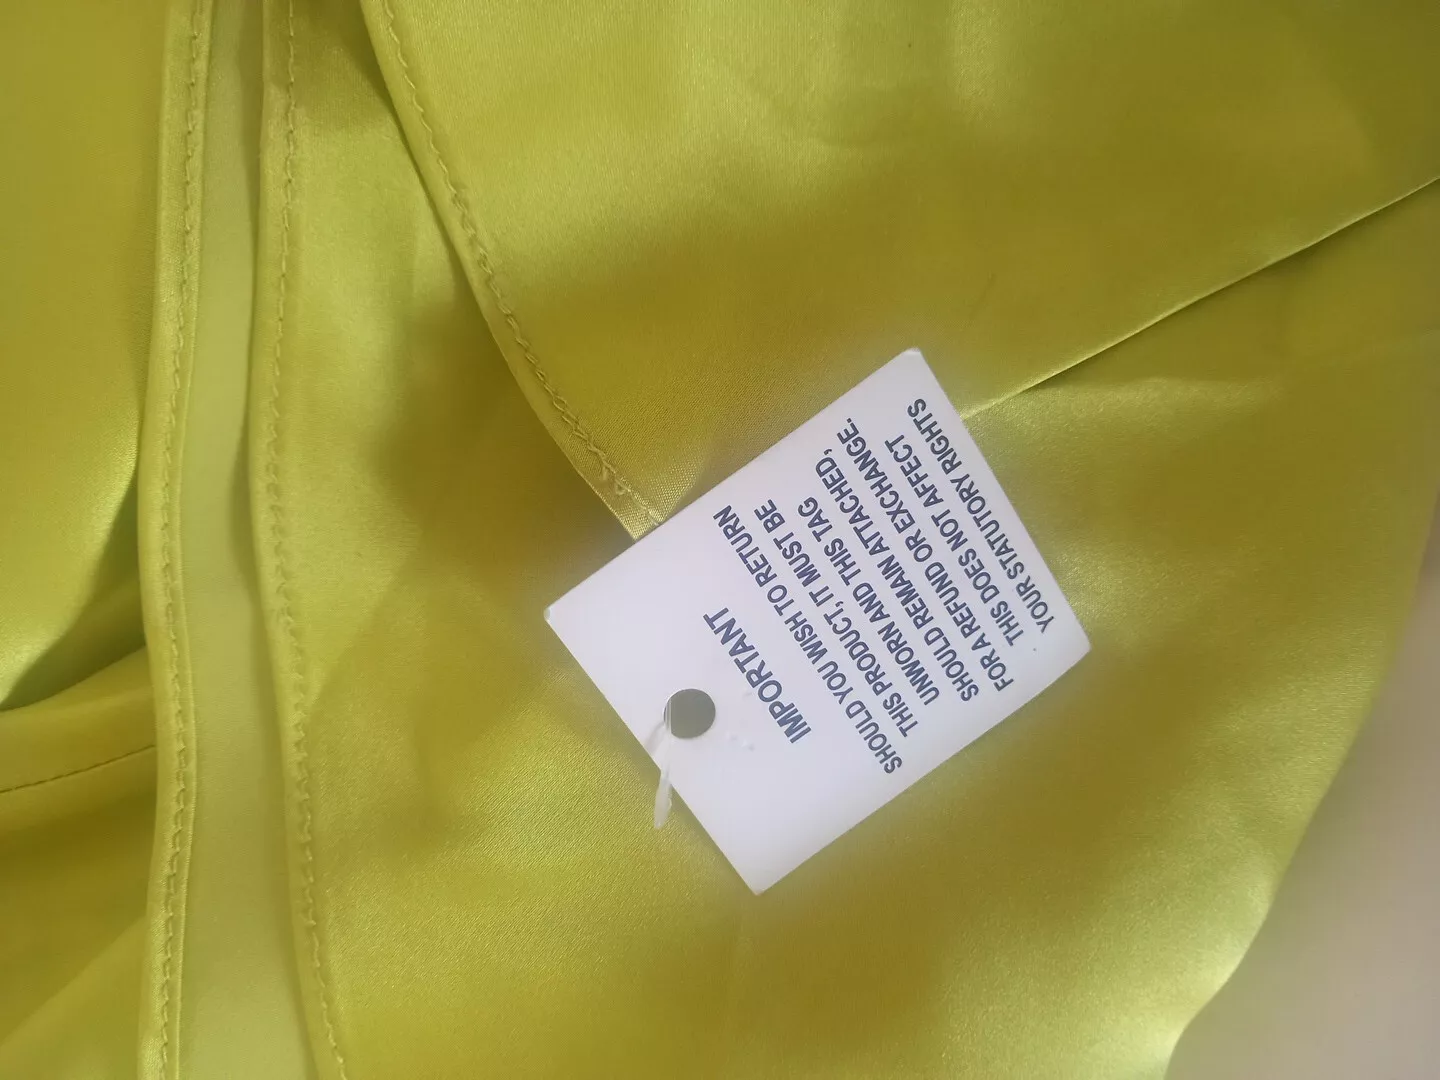 IMPORTANT
SHOULD YOU WISH TO RETURN
THIS PRODUCT, IT MUST BE
UNWORN AND THIS TAG
SHOULD REMAIN ATTACHED,
FOR A REFUND OR EXCHANGE.
THIS DOES NOT AFFECT
YOUR STATUTORY RIGHTS